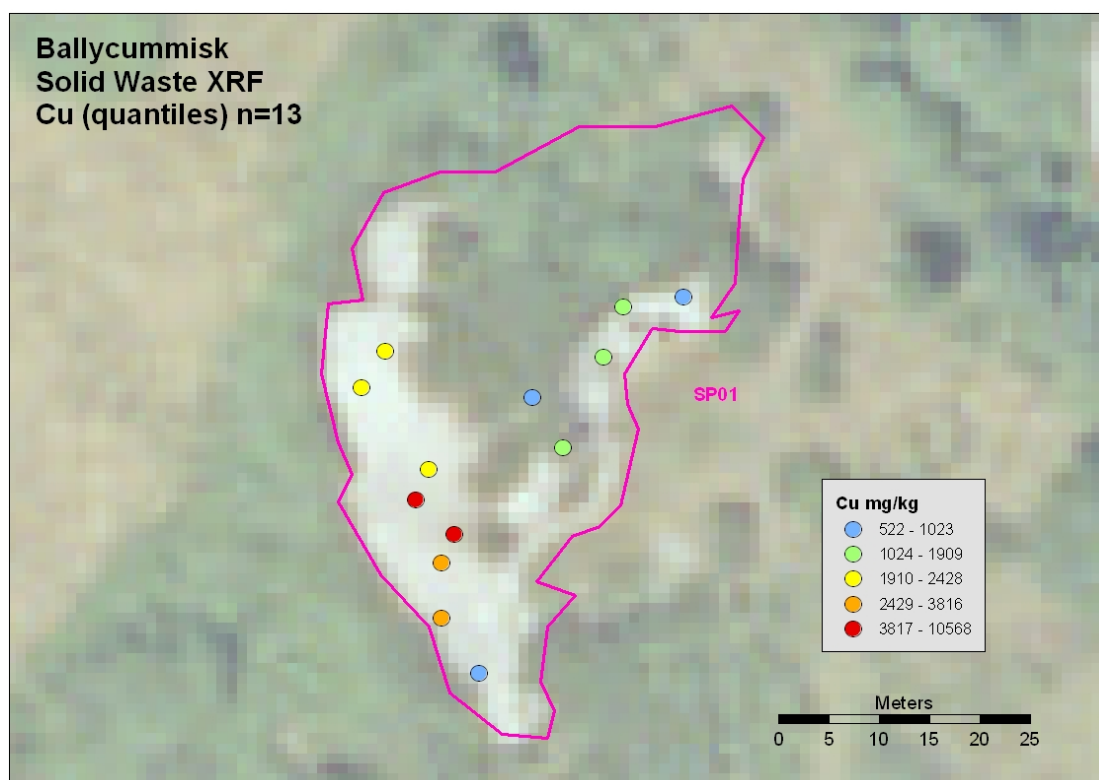 Ballycummisk
Solid Waste XRF
Cu (quantiles) n=13
SP01
Cu mg/kg
522 - 1023
1024 - 1909
1910 - 2428
2429 - 3816
3817 - 10568
Meters
0 5 10 15 20 25